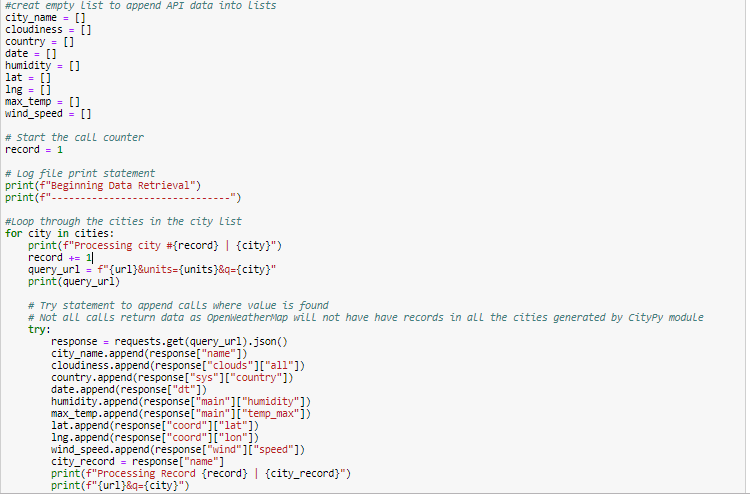 #creat empty list to append API data into lists
city_name = []
cloudiness = []
country = []
date = []
humidity = []
lat = []
lng = []
max_temp = []
wind_speed = []

# Start the call counter
record = 1

# Log file print statement
print(f"Beginning Data Retrieval")
print(f"-------------------------------")

#Loop through the cities in the city list
for city in cities:
    print(f"Processing city #{record} | {city}")
    record += 1
    query_url = f"{url}&units={units}&q={city}"
    print(query_url)

    # Try statement to append calls where value is found
    # Not all calls return data as OpenWeatherMap will not have have records in all the cities generated by CityPy module
    try:
        response = requests.get(query_url).json()
        city_name.append(response["name"])
        cloudiness.append(response["clouds"]["all"])
        country.append(response["sys"]["country"])
        date.append(response["dt"])
        humidity.append(response["main"]["humidity"])
        max_temp.append(response["main"]["temp_max"])
        lat.append(response["coord"]["lat"])
        lng.append(response["coord"]["lon"])
        wind_speed.append(response["wind"]["speed"])
        city_record = response["name"]
        print(f"Processing Record {record} | {city_record}")
        print(f"{url}&q={city}")